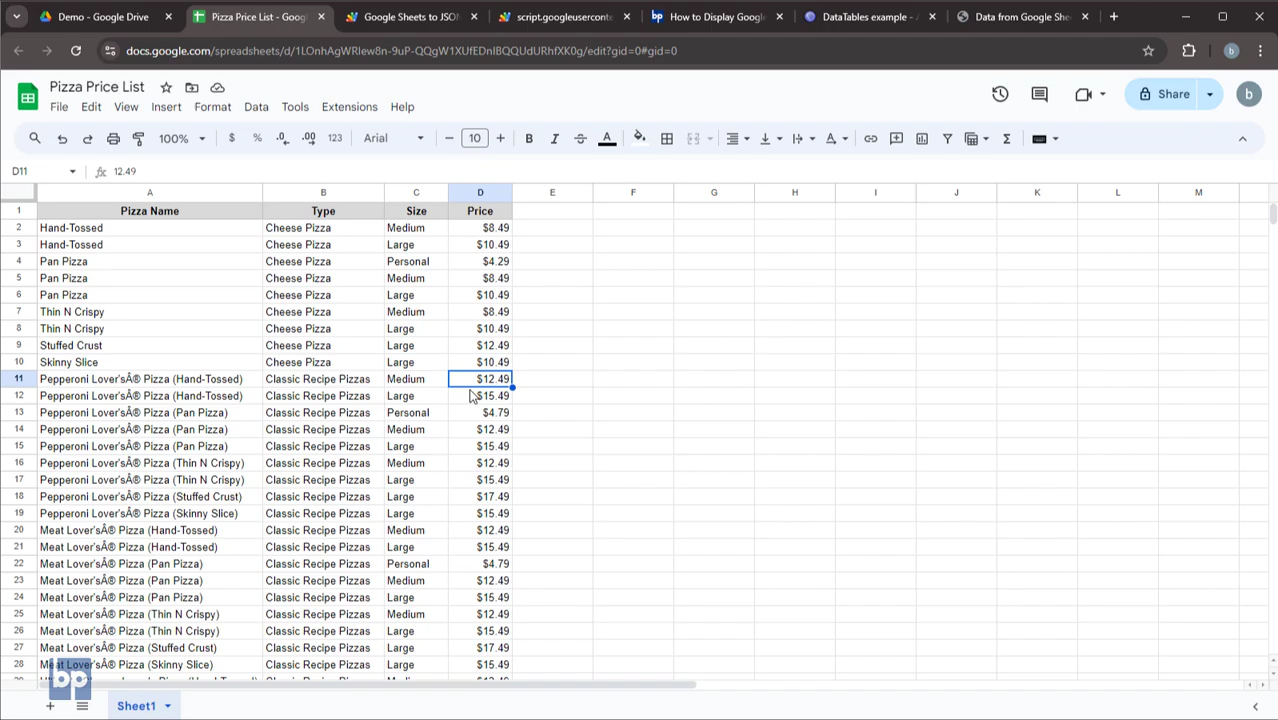 Demo - Google Drive
Pizza Price List - Goog
Google Sheets to JSON
script.googleusercont
How to Display Google
DataTables example - A
Data from Google She
docs.google.com/spreadsheets/d/1LOnhAgWRlew8n-9uP-QQgW1XUfEDnIBQQUdURhfXK0g/edit?gid=0#gid=0
Pizza Price List
File Edit View Insert Format Data Tools Extensions Help
Share
b
100% $ % .0 .00 123 Arial 10
D11 12.49
A B C D E F G H I J K L M
1 Pizza Name Type Size Price
2 Hand-Tossed Cheese Pizza Medium $8.49
3 Hand-Tossed Cheese Pizza Large $10.49
4 Pan Pizza Cheese Pizza Personal $4.29
5 Pan Pizza Cheese Pizza Medium $8.49
6 Pan Pizza Cheese Pizza Large $10.49
7 Thin N Crispy Cheese Pizza Medium $8.49
8 Thin N Crispy Cheese Pizza Large $10.49
9 Stuffed Crust Cheese Pizza Large $12.49
10 Skinny Slice Cheese Pizza Large $10.49
11 Pepperoni Lover'sÂ® Pizza (Hand-Tossed) Classic Recipe Pizzas Medium $12.49
12 Pepperoni Lover'sÂ® Pizza (Hand-Tossed) Classic Recipe Pizzas Large $15.49
13 Pepperoni Lover'sÂ® Pizza (Pan Pizza) Classic Recipe Pizzas Personal $4.79
14 Pepperoni Lover'sÂ® Pizza (Pan Pizza) Classic Recipe Pizzas Medium $12.49
15 Pepperoni Lover'sÂ® Pizza (Pan Pizza) Classic Recipe Pizzas Large $15.49
16 Pepperoni Lover'sÂ® Pizza (Thin N Crispy) Classic Recipe Pizzas Medium $12.49
17 Pepperoni Lover'sÂ® Pizza (Thin N Crispy) Classic Recipe Pizzas Large $15.49
18 Pepperoni Lover'sÂ® Pizza (Stuffed Crust) Classic Recipe Pizzas Large $17.49
19 Pepperoni Lover'sÂ® Pizza (Skinny Slice) Classic Recipe Pizzas Large $15.49
20 Meat Lover'sÂ® Pizza (Hand-Tossed) Classic Recipe Pizzas Medium $12.49
21 Meat Lover'sÂ® Pizza (Hand-Tossed) Classic Recipe Pizzas Large $15.49
22 Meat Lover'sÂ® Pizza (Pan Pizza) Classic Recipe Pizzas Personal $4.79
23 Meat Lover'sÂ® Pizza (Pan Pizza) Classic Recipe Pizzas Medium $12.49
24 Meat Lover'sÂ® Pizza (Pan Pizza) Classic Recipe Pizzas Large $15.49
25 Meat Lover'sÂ® Pizza (Thin N Crispy) Classic Recipe Pizzas Medium $12.49
26 Meat Lover'sÂ® Pizza (Thin N Crispy) Classic Recipe Pizzas Large $15.49
27 Meat Lover'sÂ® Pizza (Stuffed Crust) Classic Recipe Pizzas Large $17.49
28 Meat Lover'sÂ® Pizza (Skinny Slice) Classic Recipe Pizzas Large $15.49
bp
Sheet1